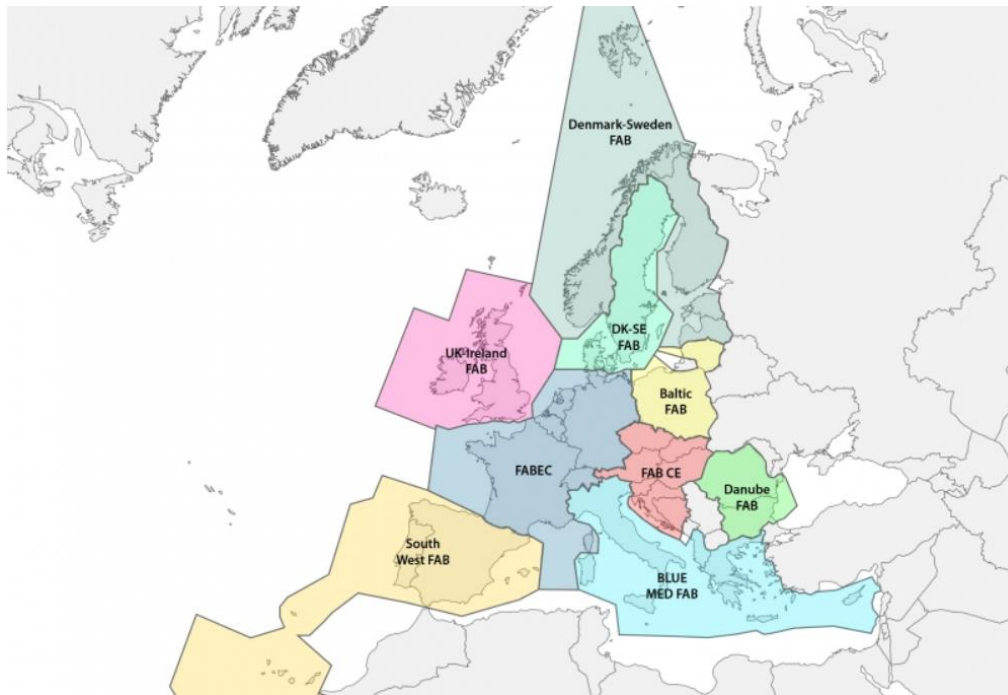 Denmark-Sweden
FAB
DK-SE
FAB
UK-Ireland
FAB
Baltic
FAB
FABEC
FAB CE
Danube
FAB
South
West FAB
BLUE
MED FAB